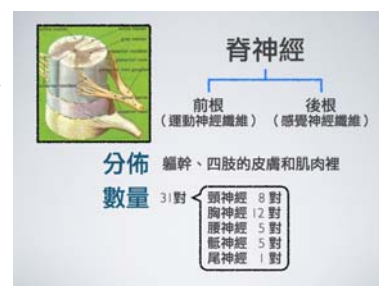 脊神經
前根
後根
(運動神經纖維)
(感覺神經纖維)
分佈 軀幹、四肢的皮膚和肌肉裡
數量 31對
頸神經 8對
胸神經 12對
腰神經 5對
骶神經 5對
尾神經 1對